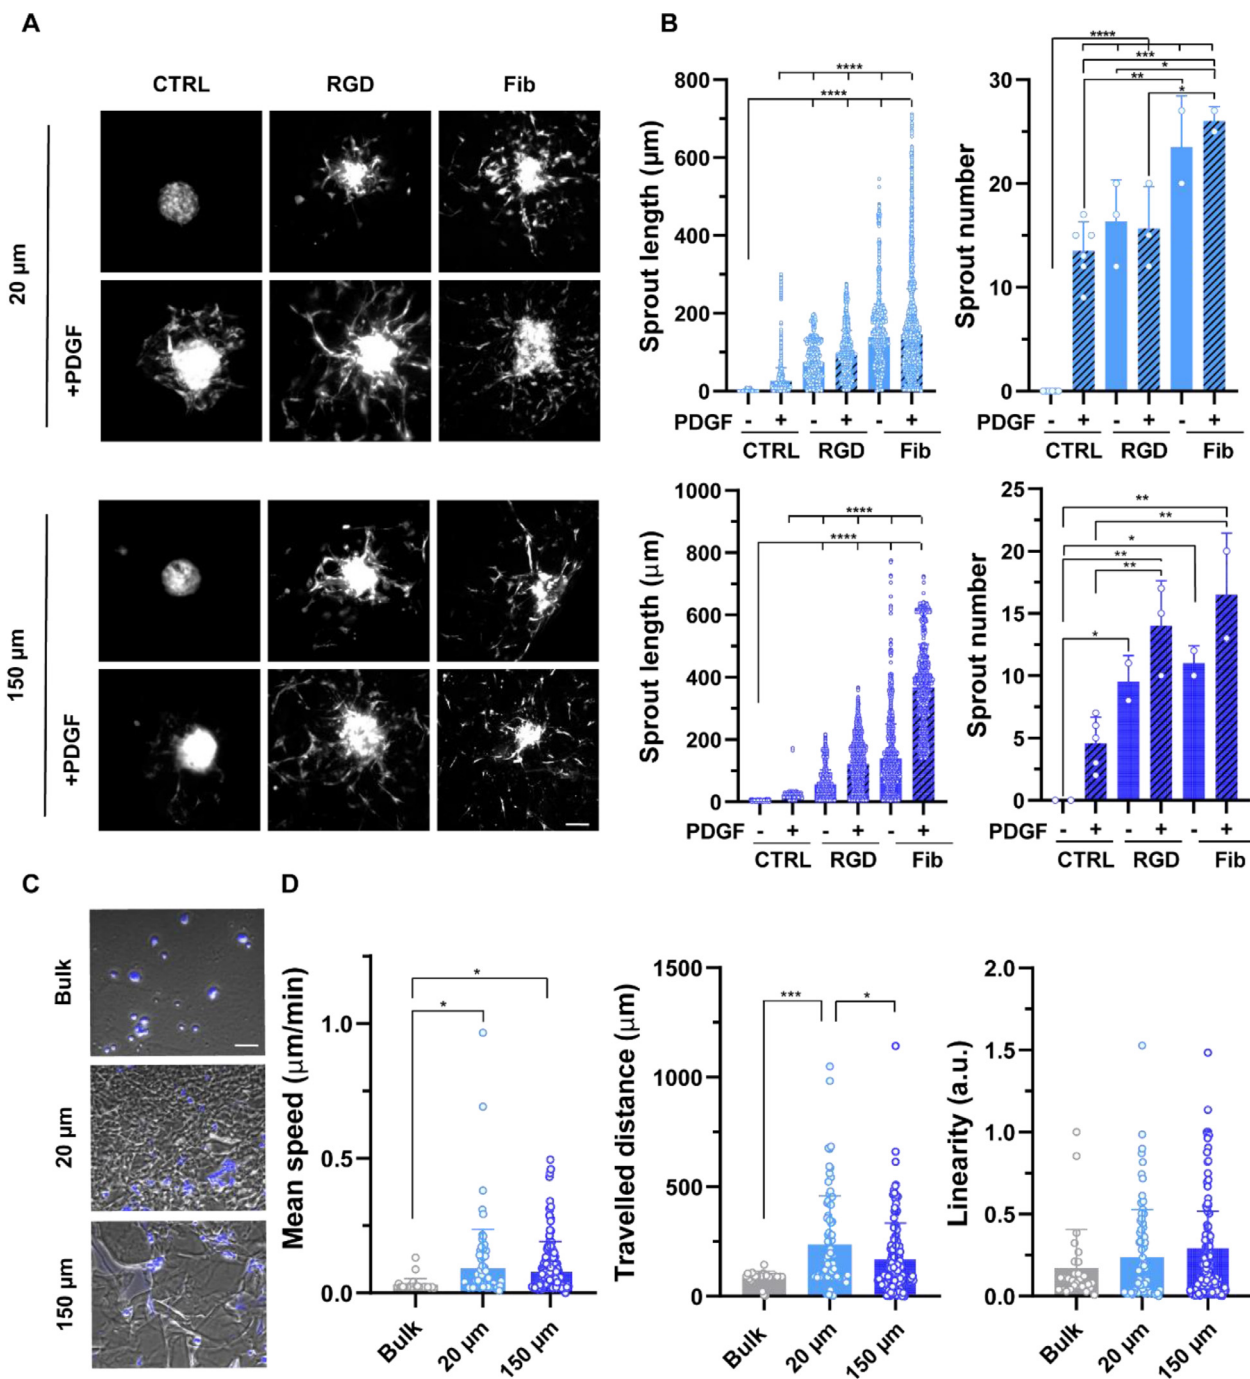 A
CTRL RGD Fib
20 µm
+PDGF
150 µm
+PDGF
B
Sprout length (µm)
800
600
400
200
0
****
****
PDGF - + - + - +
CTRL RGD Fib
Sprout number
30
20
10
0
****
***
*
**
*
PDGF - + - + - +
CTRL RGD Fib
Sprout length (µm)
1000
800
600
400
200
0
****
****
PDGF - + - + - +
CTRL RGD Fib
Sprout number
25
20
15
10
5
0
**
**
*
**
**
*
PDGF - + - + - +
CTRL RGD Fib
C
Bulk
20 µm
150 µm
D
Mean speed (µm/min)
1.0
0.5
0.0
*
*
Bulk 20 µm 150 µm
Travelled distance (µm)
1500
1000
500
0
***
*
Bulk 20 µm 150 µm
Linearity (a.u.)
2.0
1.5
1.0
0.5
0.0
Bulk 20 µm 150 µm